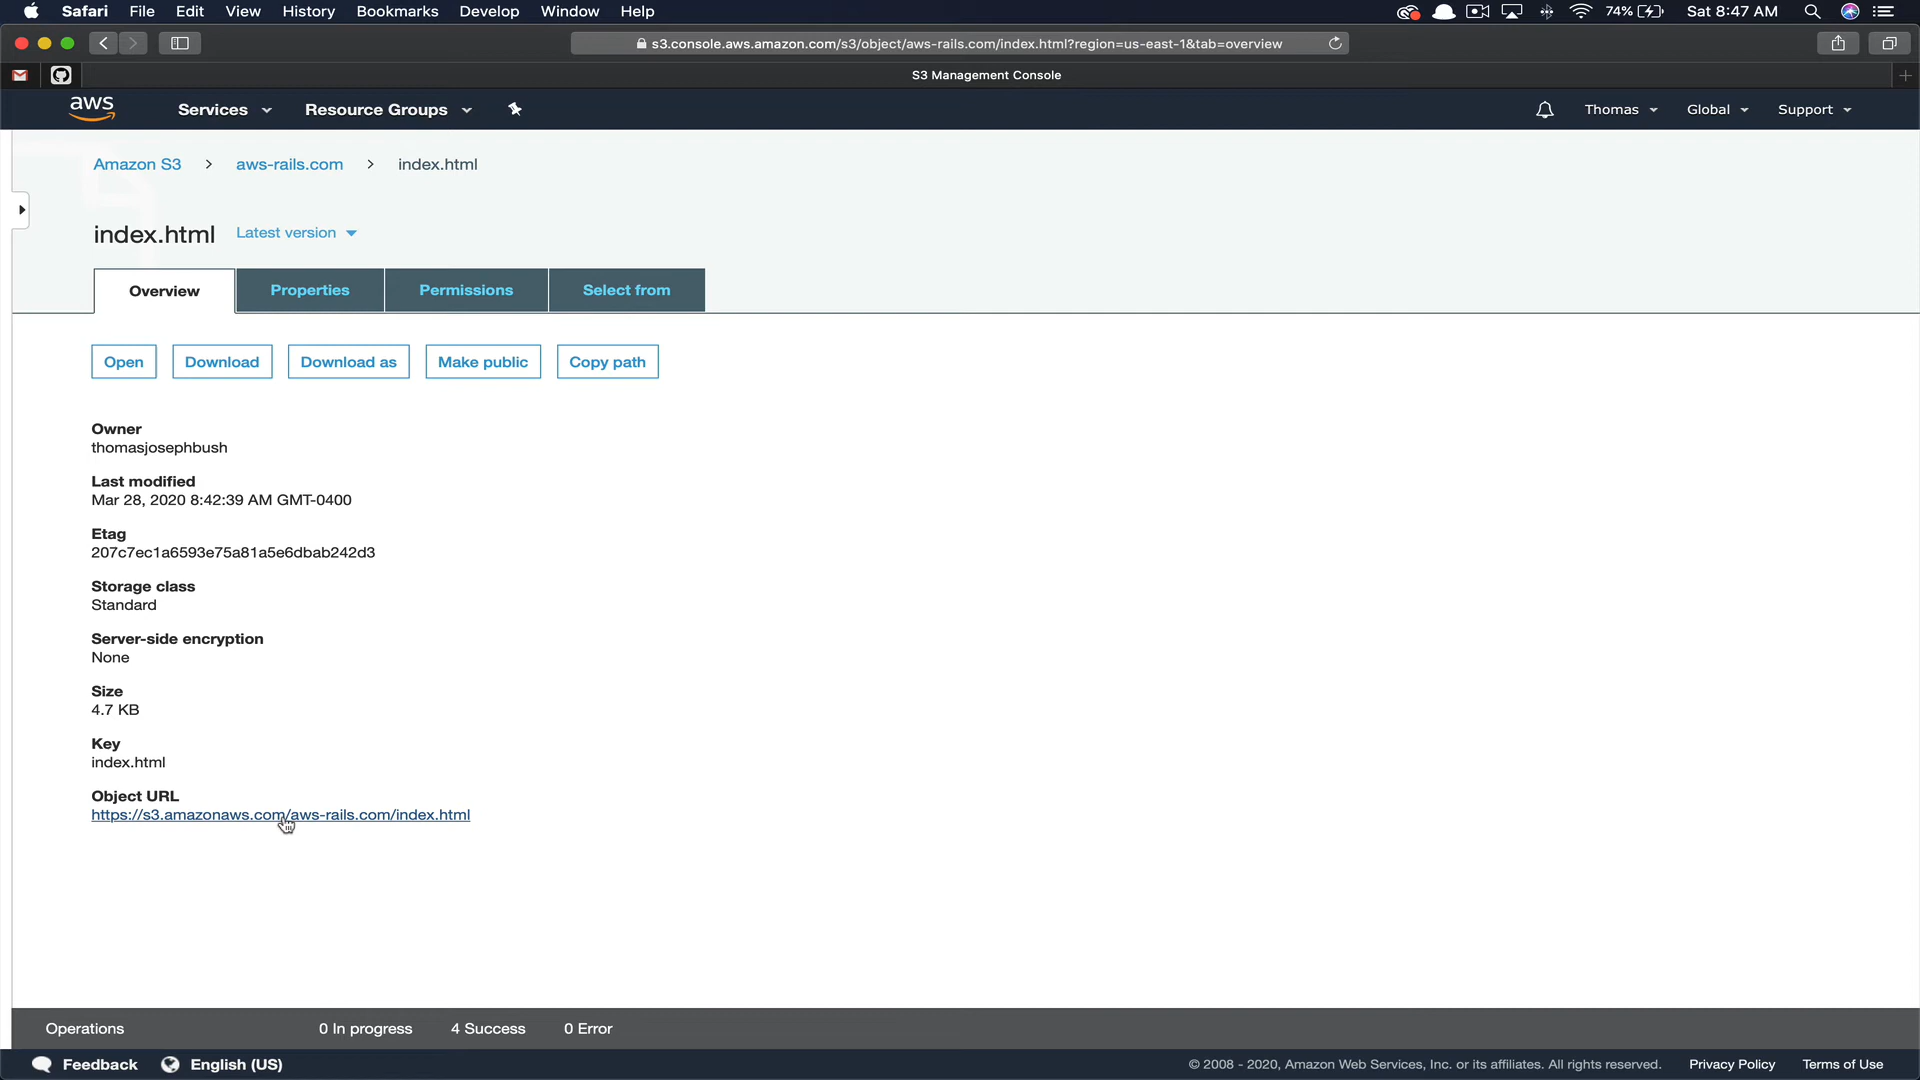 Safari File Edit View History Bookmarks Develop Window Help 74% Sat 8:47 AM
s3.console.aws.amazon.com/s3/object/aws-rails.com/index.html?region=us-east-1&tab=overview
S3 Management Console
aws Services Resource Groups Thomas Global Support
Amazon S3 > aws-rails.com > index.html
index.html Latest version
Overview Properties Permissions Select from
Open Download Download as Make public Copy path
Owner
thomasjosephbush
Last modified
Mar 28, 2020 8:42:39 AM GMT-0400
Etag
207c7ec1a6593e75a81a5e6dbab242d3
Storage class
Standard
Server-side encryption
None
Size
4.7 KB
Key
index.html
Object URL
https://s3.amazonaws.com/aws-rails.com/index.html
Operations 0 In progress 4 Success 0 Error
Feedback English (US) © 2008 - 2020, Amazon Web Services, Inc. or its affiliates. All rights reserved. Privacy Policy Terms of Use